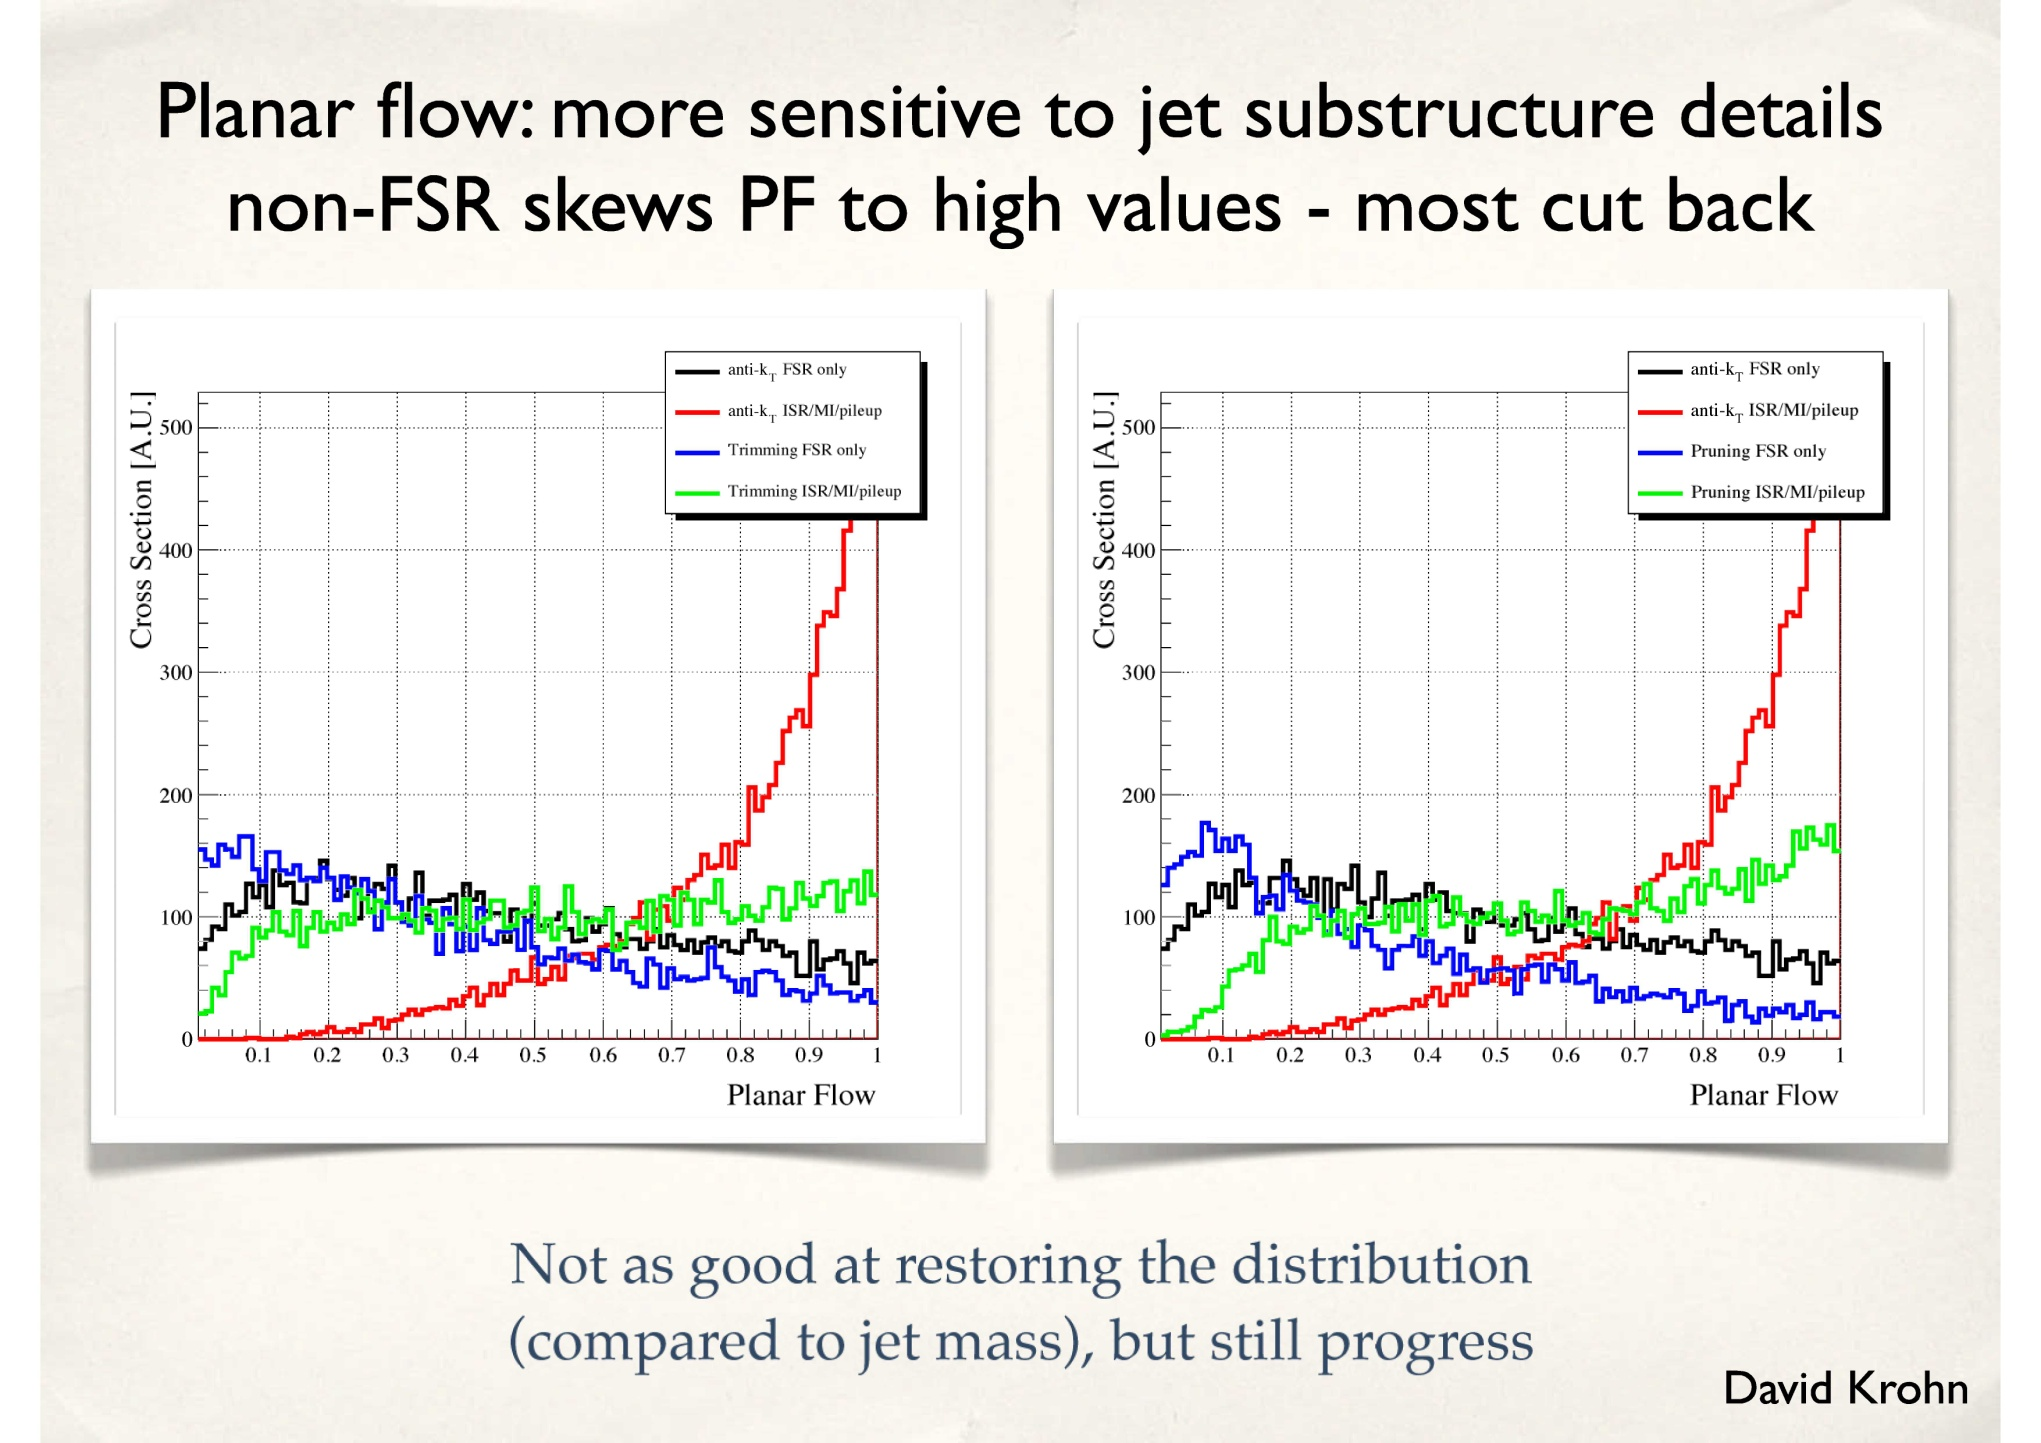 Planar flow: more sensitive to jet substructure details
non-FSR skews PF to high values - most cut back
Cross Section [A.U.]
500
400
300
200
100
0
anti-kT FSR only
anti-kT ISR/MI/pileup
Trimming FSR only
Trimming ISR/MI/pileup
0.1 0.2 0.3 0.4 0.5 0.6 0.7 0.8 0.9 1
Planar Flow
Cross Section [A.U.]
500
400
300
200
100
0
anti-kT FSR only
anti-kT ISR/MI/pileup
Pruning FSR only
Pruning ISR/MI/pileup
0.1 0.2 0.3 0.4 0.5 0.6 0.7 0.8 0.9 1
Planar Flow
Not as good at restoring the distribution
(compared to jet mass), but still progress
David Krohn